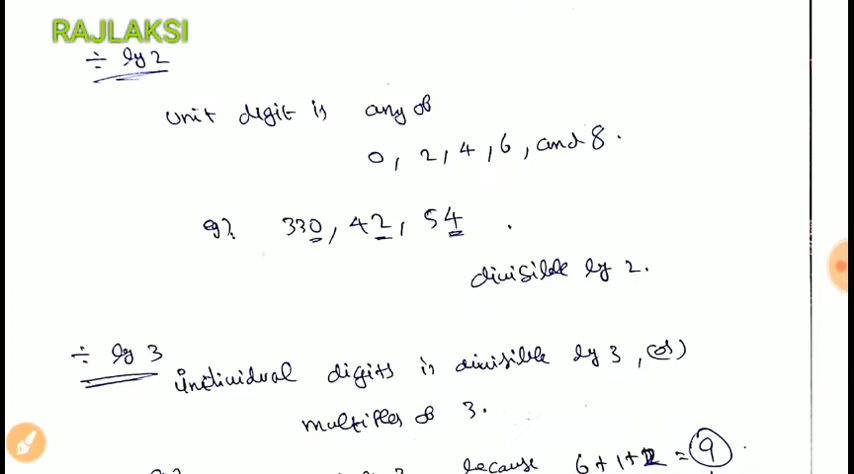 RAJLAKSI
÷ by 2
unit digit is any of
0, 2, 4, 6, and 8.
eg? 330, 42, 54.
divisible by 2.
÷ by 3
individual digits is divisible by 3, (or)
multiples of 3.
because 6+1+2 = 9.